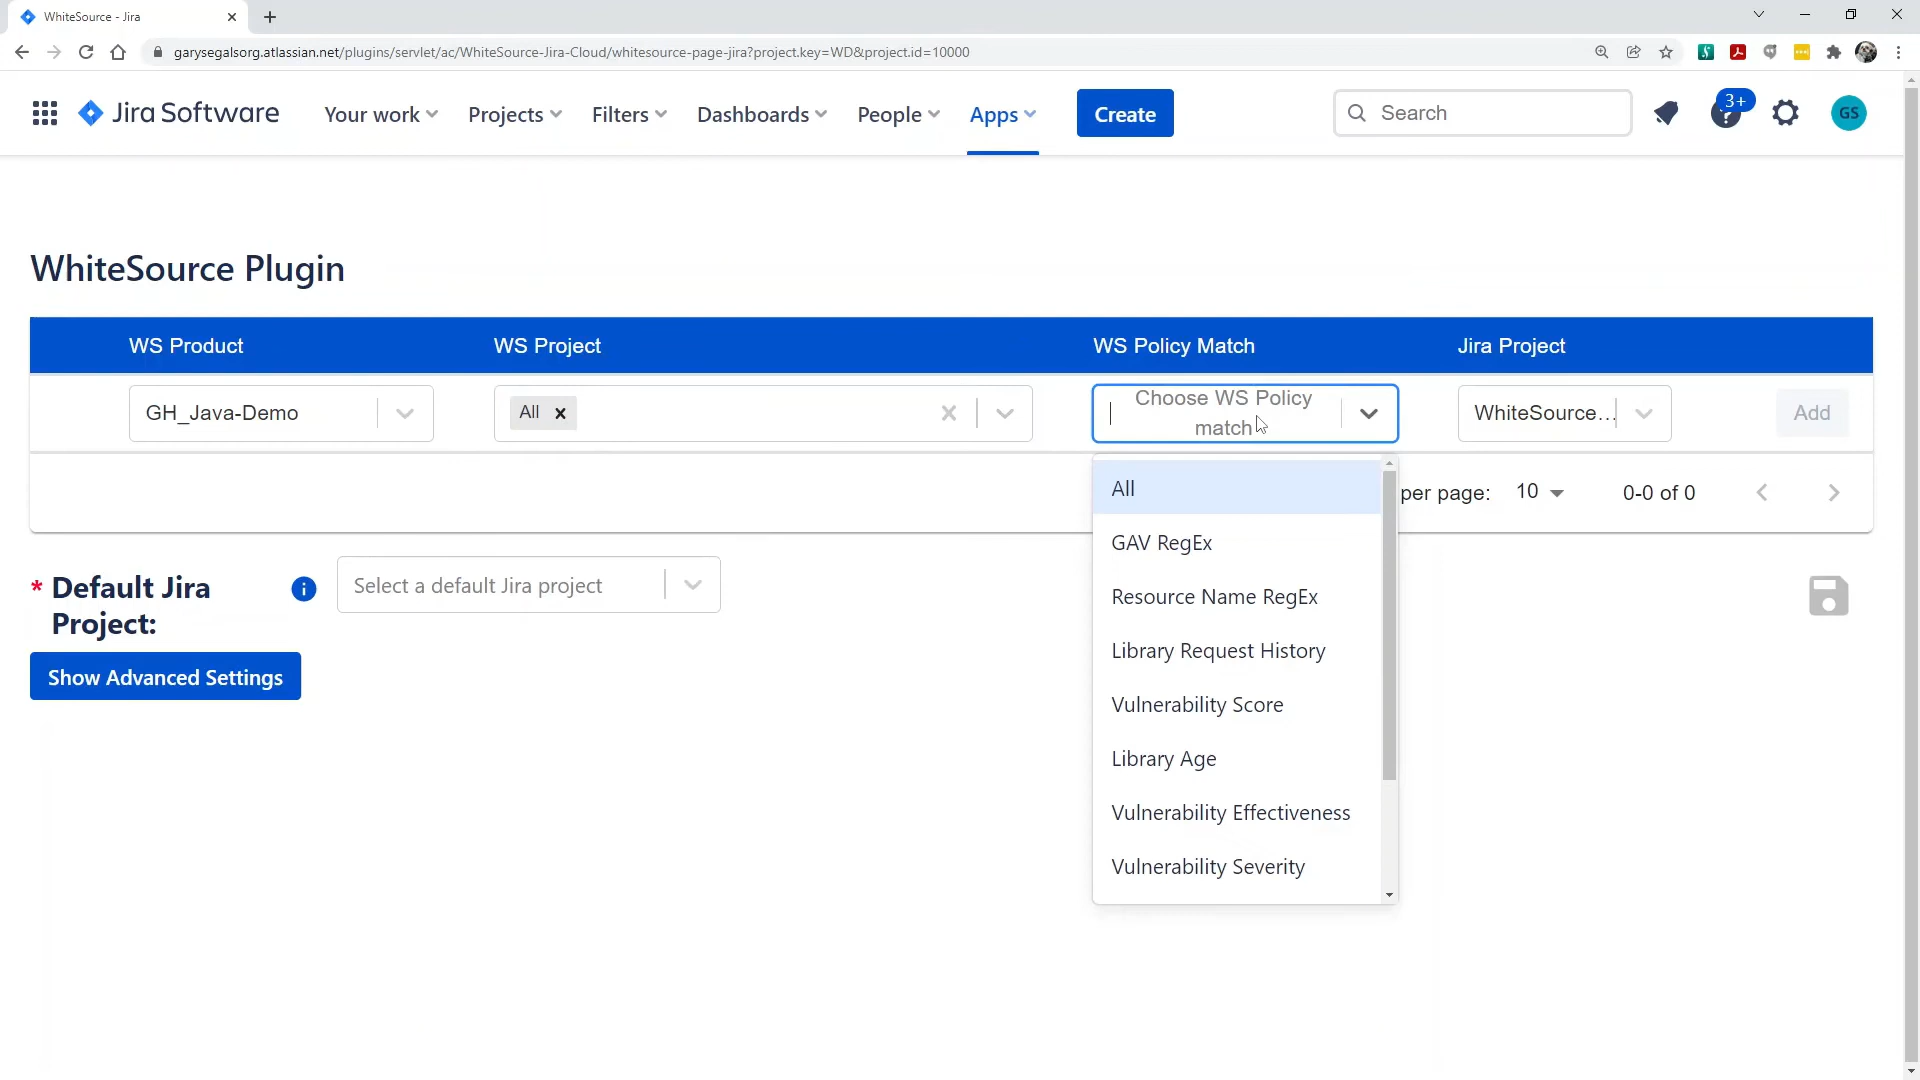 WhiteSource - Jira
garysegalsorg.atlassian.net/plugins/servlet/ac/WhiteSource-Jira-Cloud/whitesource-page-jira?project.key=WD&project.id=10000
Jira Software
Your work
Projects
Filters
Dashboards
People
Apps
Create
Search
3+
GS
WhiteSource Plugin
WS Product
WS Project
WS Policy Match
Jira Project
GH_Java-Demo
All
Choose WS Policy
match
WhiteSource...
Add
per page:
10
0-0 of 0
All
GAV RegEx
Resource Name RegEx
Library Request History
Vulnerability Score
Library Age
Vulnerability Effectiveness
Vulnerability Severity
* Default Jira
Project:
Select a default Jira project
Show Advanced Settings